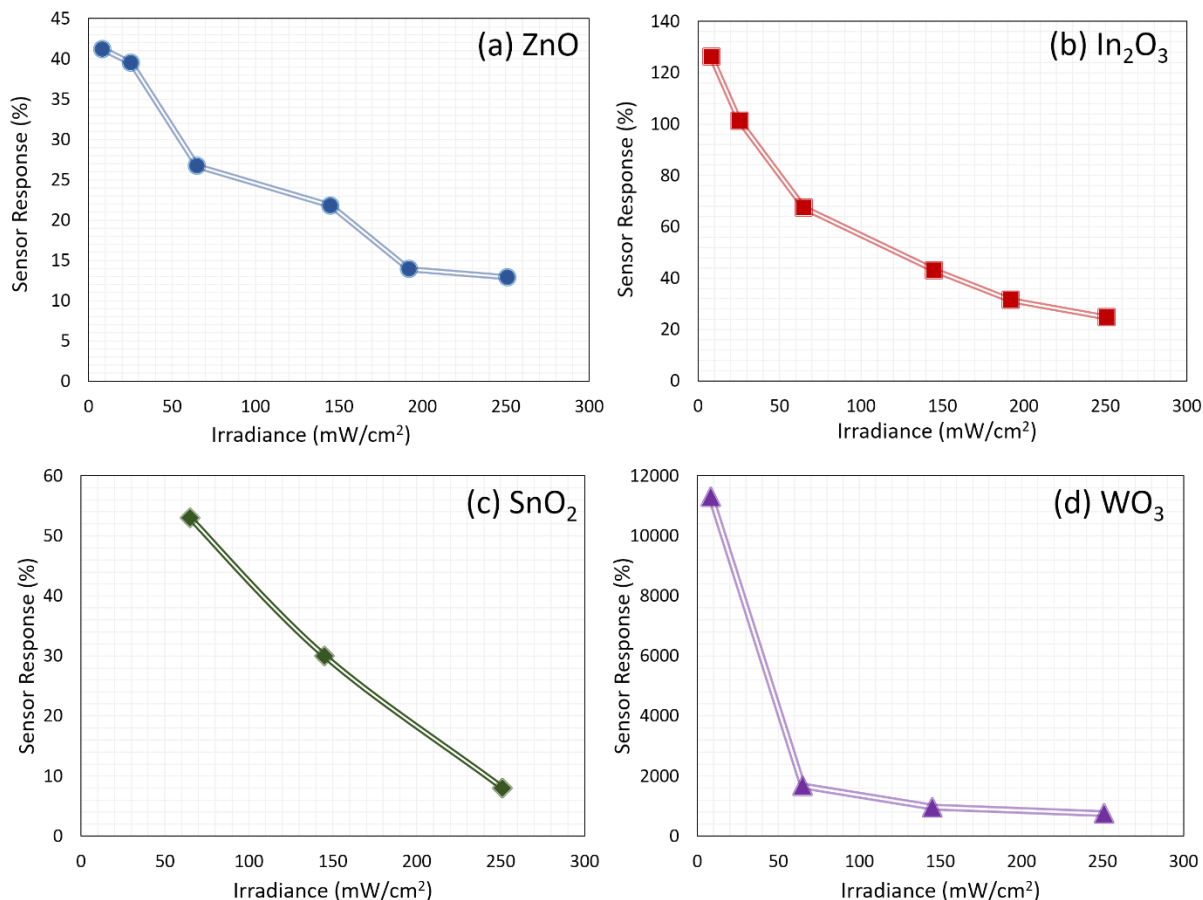 (a) ZnO
Sensor Response (%)
45
40
35
30
25
20
15
10
5
0
0 50 100 150 200 250 300
Irradiance (mW/cm²)
(b) In₂O₃
Sensor Response (%)
140
120
100
80
60
40
20
0
0 50 100 150 200 250 300
Irradiance (mW/cm²)
(c) SnO₂
Sensor Response (%)
60
50
40
30
20
10
0
0 50 100 150 200 250 300
Irradiance (mW/cm²)
(d) WO₃
Sensor Response (%)
12000
10000
8000
6000
4000
2000
0
0 50 100 150 200 250 300
Irradiance (mW/cm²)